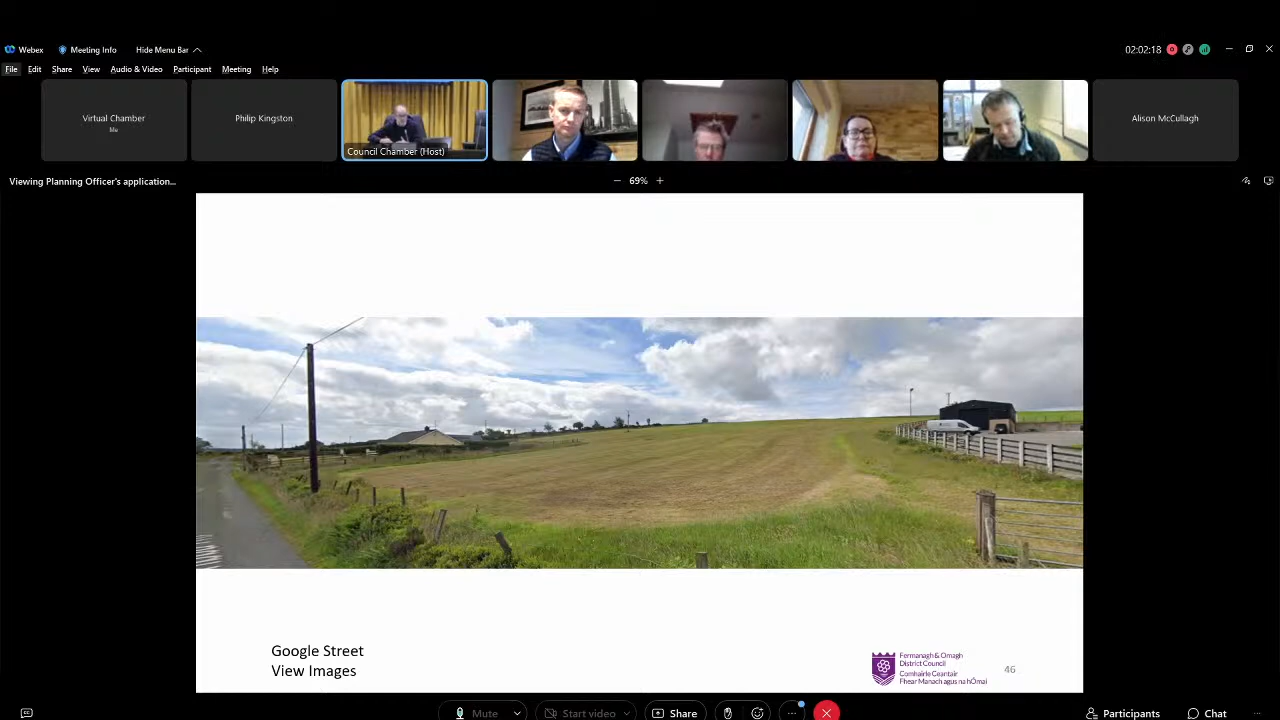 Webex
Meeting Info
Hide Menu Bar
02:02:18
File Edit Share View Audio & Video Participant Meeting Help
Virtual Chamber
Me
Philip Kingston
Council Chamber (Host)
Alison McCullagh
Viewing Planning Officer's application...
69%
Google Street
View Images
Fermanagh & Omagh
District Council
Comhairle Ceantair
Fhear Manach agus na hÓmaí
46
Mute
Start video
Share
Participants
Chat